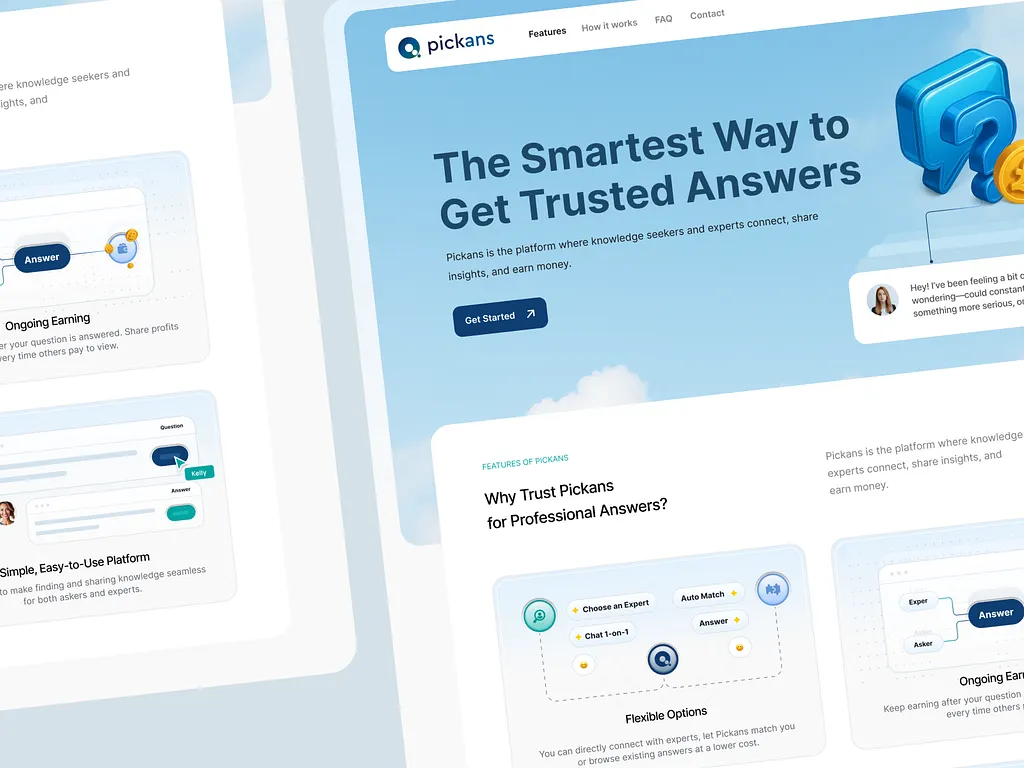 ere knowledge seekers and
ights, and
Answer
Ongoing Earning
er your question is answered. Share profits
very time others pay to view.
Question
Kelly
Answer
Simple, Easy-to-Use Platform
to make finding and sharing knowledge seamless
for both askers and experts.
pickans
Features
How it works
FAQ
Contact
The Smartest Way to
Get Trusted Answers
Pickans is the platform where knowledge seekers and experts connect, share
insights, and earn money.
Get Started
Hey! I've been feeling a bit o
wondering—could constant
something more serious, o
FEATURES OF PICKANS
Why Trust Pickans
for Professional Answers?
Pickans is the platform where knowledge
experts connect, share insights, and
earn money.
Choose an Expert
Auto Match
Chat 1-on-1
Answer
Flexible Options
You can directly connect with experts, let Pickans match you
or browse existing answers at a lower cost.
Exper
Asker
Answer
Ongoing Earn
Keep earning after your question
every time others